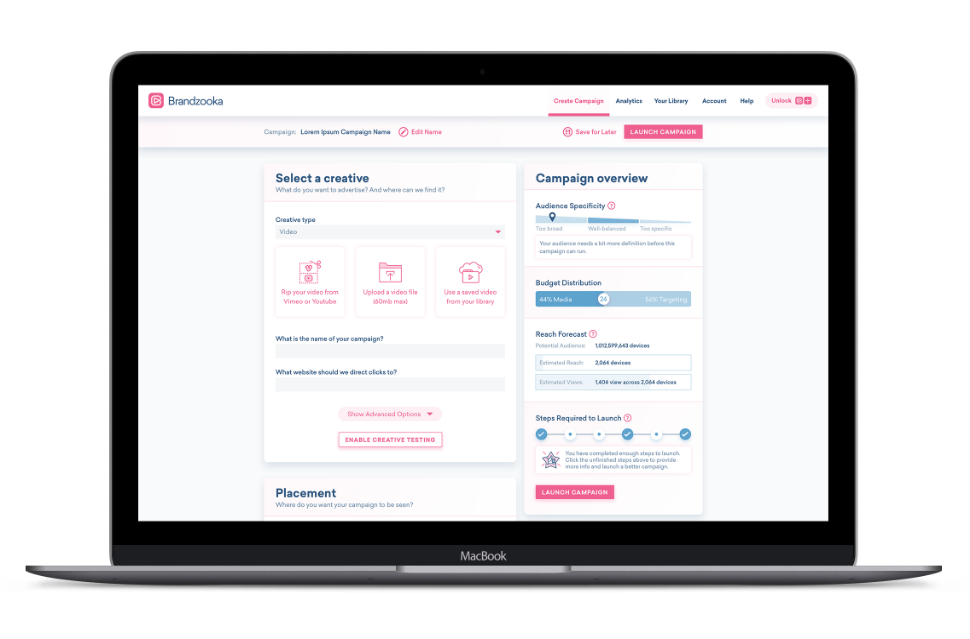 Brandzooka
Create Campaign Analytics Your Library Account Help Unlock
Campaign: Lorem Ipsum Campaign Name Edit Name Save for Later LAUNCH CAMPAIGN
Select a creative
What do you want to advertise? And where can we find it?
Creative type
Video
Rip your video from
Vimeo or Youtube
Upload a video file
(60mb max)
Use a saved video
from your library
What is the name of your campaign?
What website should we direct clicks to?
Show Advanced Options
ENABLE CREATIVE TESTING
Placement
Where do you want your campaign to be seen?
Campaign overview
Audience Specificity ?
Too broad Well-balanced Too specific
Your audience needs a bit more definition before this
campaign can run.
Budget Distribution
44% Media 56% Targeting
Reach Forecast ?
Potential Audience: 1,012,599,643 devices
Estimated Reach: 2,064 devices
Estimated Views: 1,406 view across 2,064 devices
Steps Required to Launch ?
You have completed enough steps to launch.
Click the unfinished steps above to provide
more info and launch a better campaign.
LAUNCH CAMPAIGN
MacBook